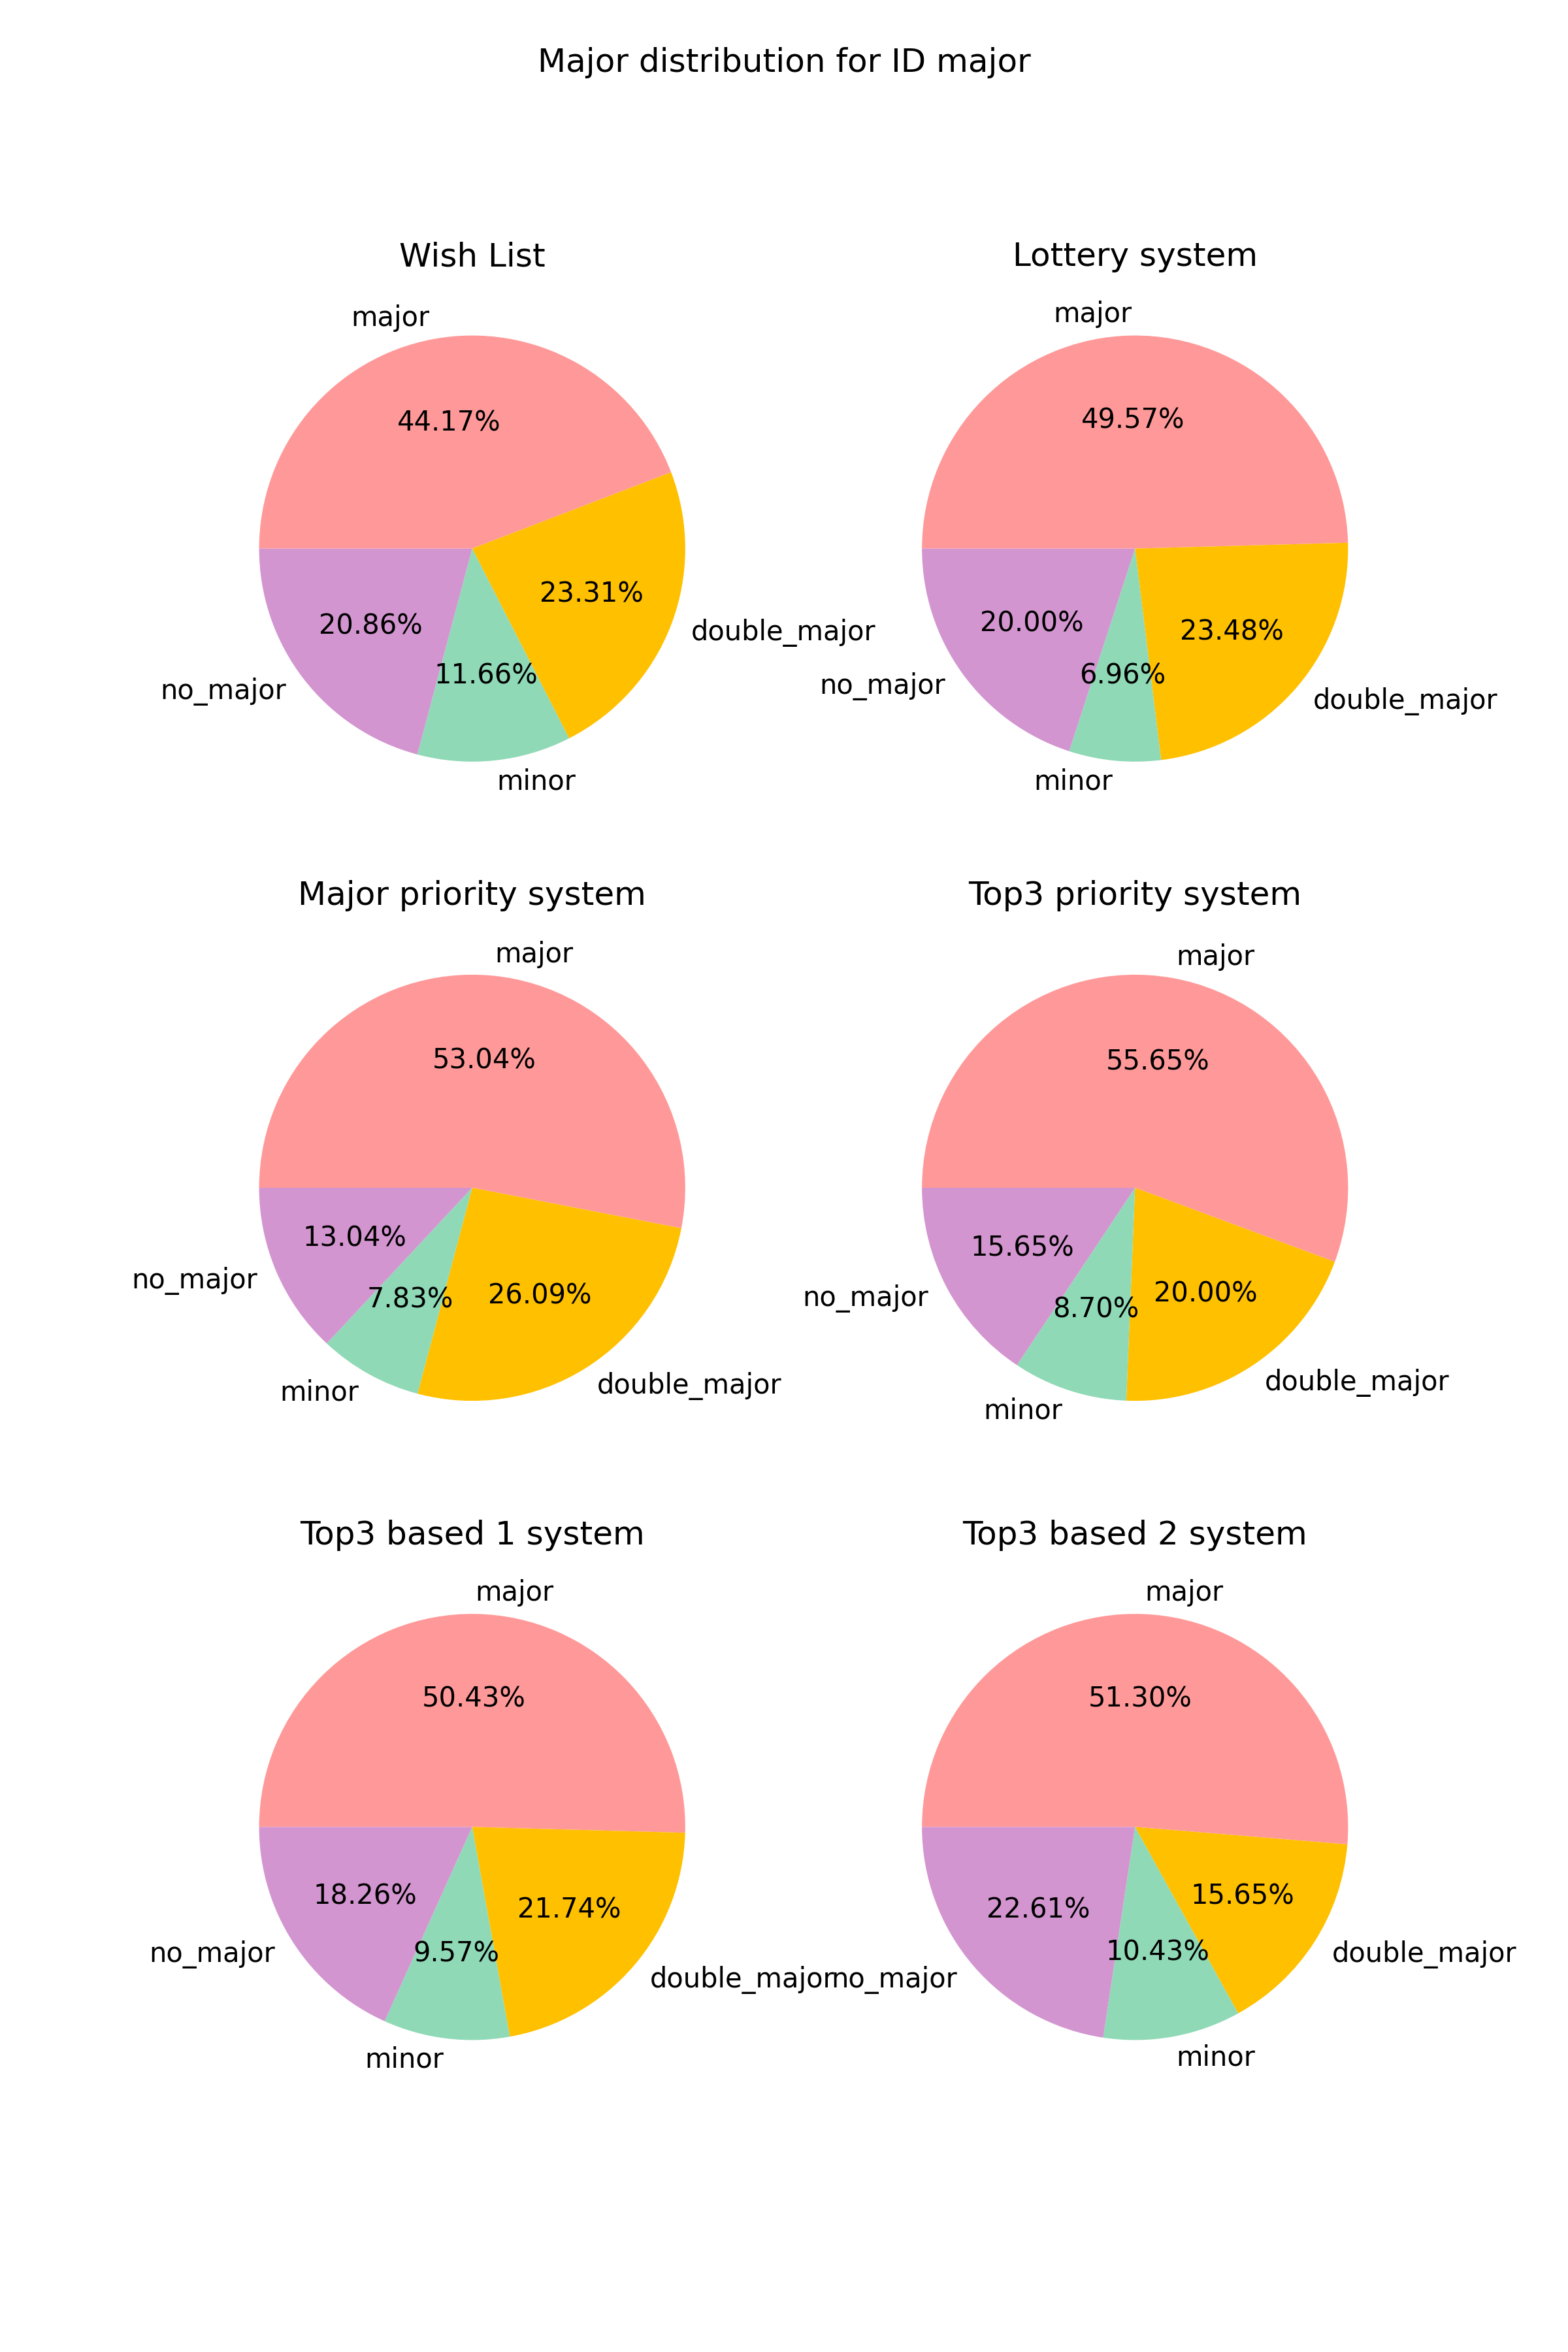 Major distribution for ID major
Wish List
major
44.17%
23.31%
double_major
20.86%
11.66%
no_major
minor
Lottery system
major
49.57%
20.00%
23.48%
6.96%
no_major
double_major
minor
Major priority system
major
53.04%
13.04%
7.83%
26.09%
no_major
minor
double_major
Top3 priority system
major
55.65%
15.65%
8.70%
20.00%
no_major
double_major
minor
Top3 based 1 system
major
50.43%
18.26%
21.74%
9.57%
no_major
double_major
minor
Top3 based 2 system
major
51.30%
15.65%
22.61%
10.43%
double_major
no_major
minor